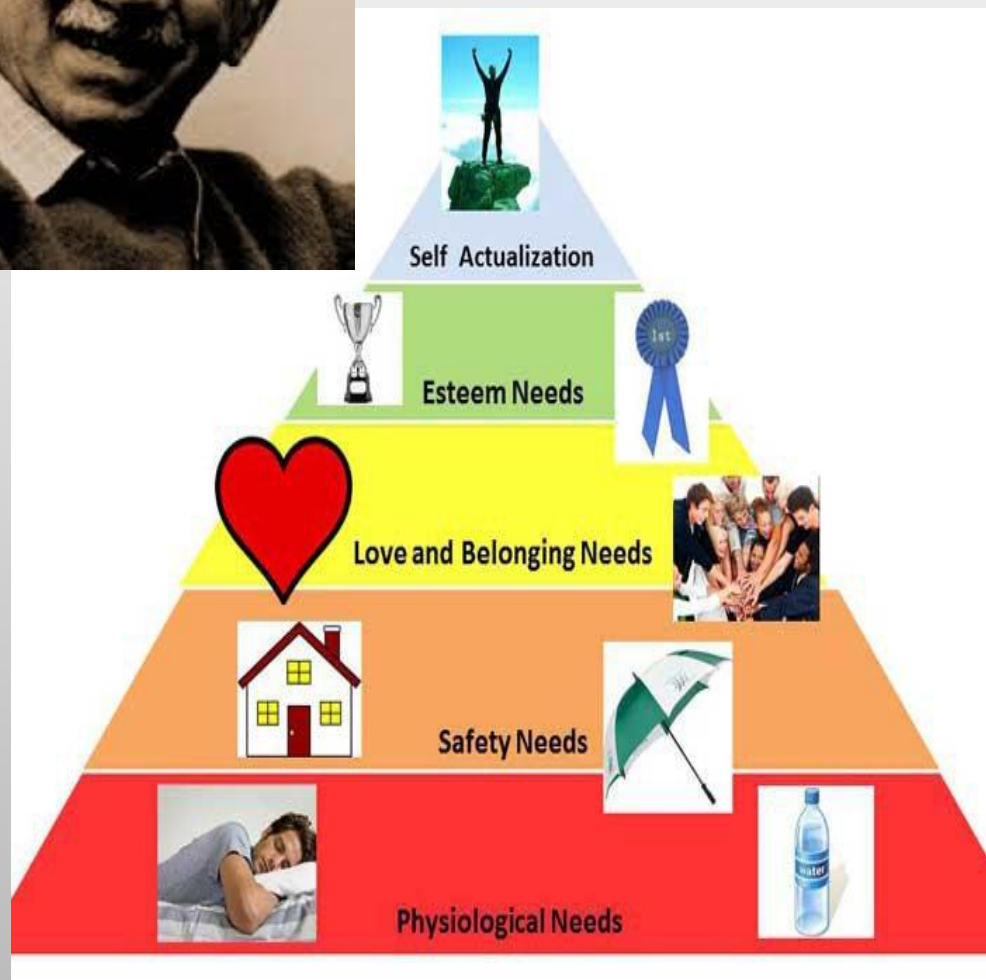 Self Actualization
1st
Esteem Needs
Love and Belonging Needs
Safety Needs
water
Physiological Needs